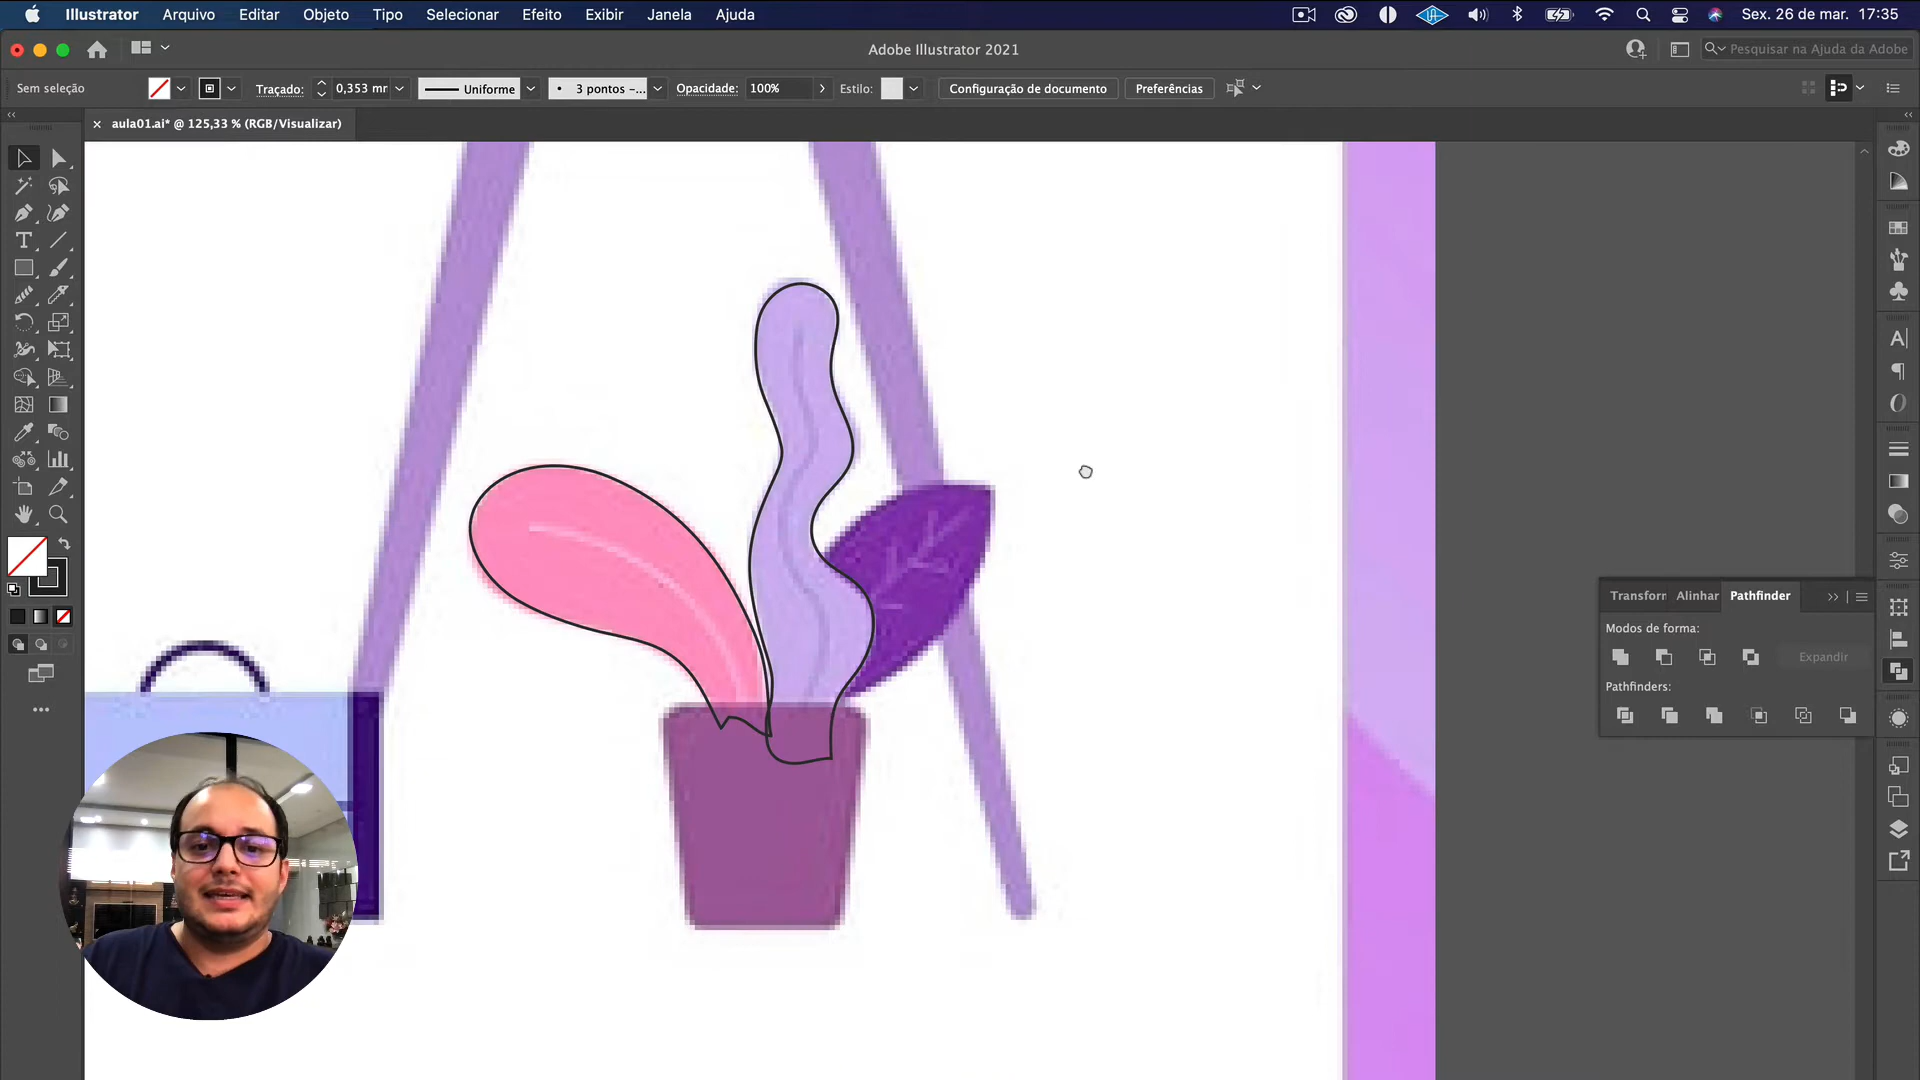 Illustrator Arquivo Editar Objeto Tipo Selecionar Efeito Exibir Janela Ajuda Sex. 26 de mar. 17:35
Adobe Illustrator 2021
Pesquisar na Ajuda da Adobe
Sem seleção Traçado: 0,353 mr Uniforme 3 pontos -... Opacidade: 100% Estilo: Configuração de documento Preferências
aula01.ai* @ 125,33 % (RGB/Visualizar)
Transforn Alinhar Pathfinder
Modos de forma:
Expandir
Pathfinders: